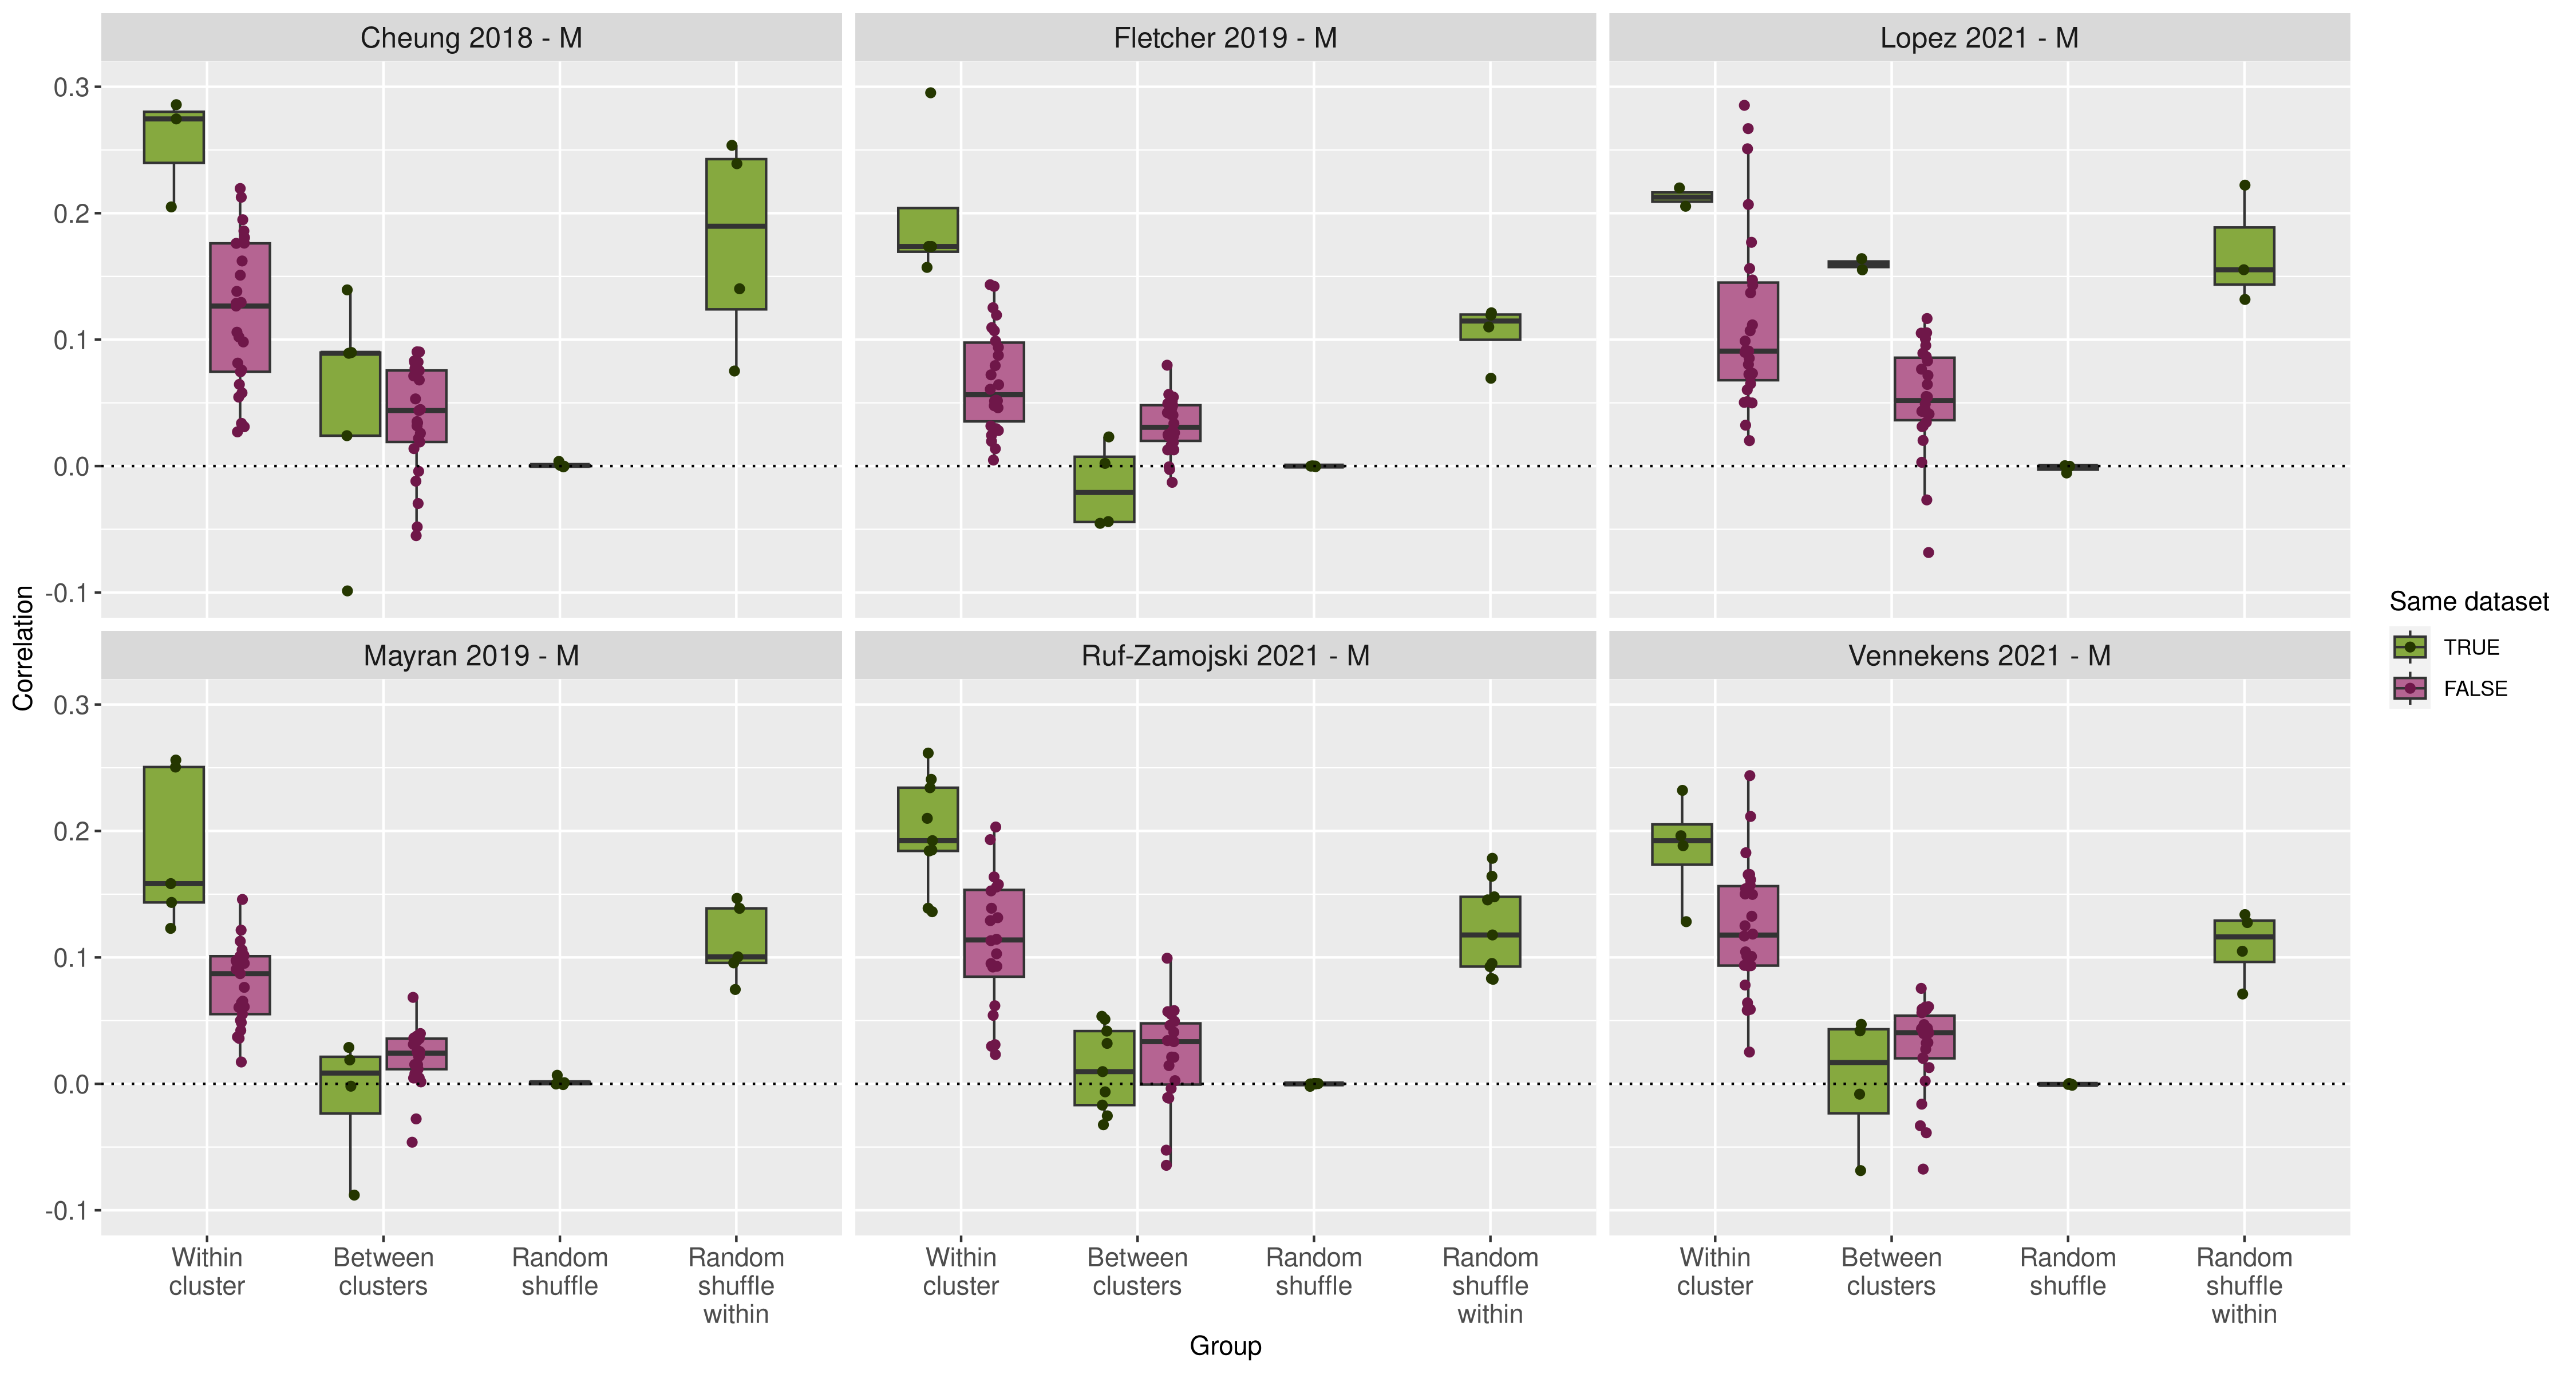 Cheung 2018 - M
Fletcher 2019 - M
Lopez 2021 - M
0.3
0.2
0.1
0.0
-0.1
Mayran 2019 - M
Ruf-Zamojski 2021 - M
Vennekens 2021 - M
0.3
0.2
0.1
0.0
-0.1
Correlation
Within
cluster
Between
clusters
Random
shuffle
Random
shuffle
within
Within
cluster
Between
clusters
Random
shuffle
Random
shuffle
within
Within
cluster
Between
clusters
Random
shuffle
Random
shuffle
within
Group
Same dataset
TRUE
FALSE